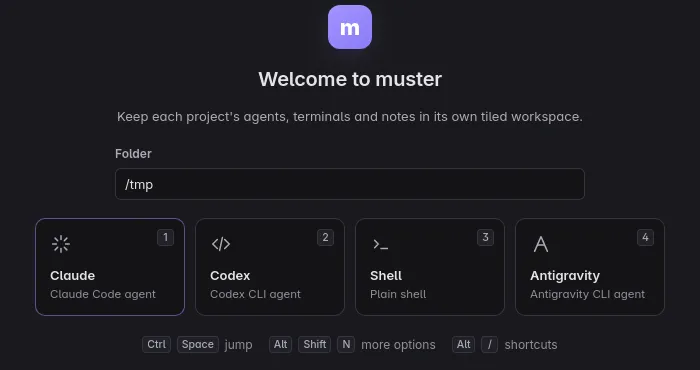 m
Welcome to muster
Keep each project's agents, terminals and notes in its own tiled workspace.
Folder
/tmp
1
Claude
Claude Code agent
2
Codex
Codex CLI agent
3
Shell
Plain shell
4
Antigravity
Antigravity CLI agent
Ctrl Space jump Alt Shift N more options Alt / shortcuts